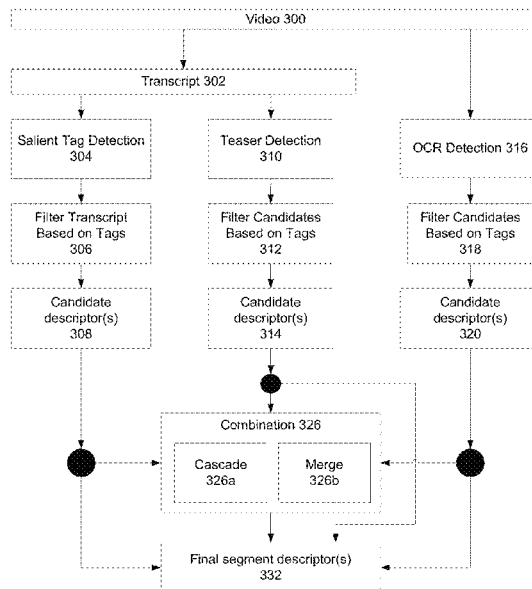 Video 300
Transcript 302
Salient Tag Detection
304
Teaser Detection
310
OCR Detection 316
Filter Transcript
Based on Tags
306
Filter Candidates
Based on Tags
312
Filter Candidates
Based on Tags
318
Candidate
descriptor(s)
308
Candidate
descriptor(s)
314
Candidate
descriptor(s)
320
Combination 326
Cascade
326a
Merge
326b
Final segment descriptor(s)
332